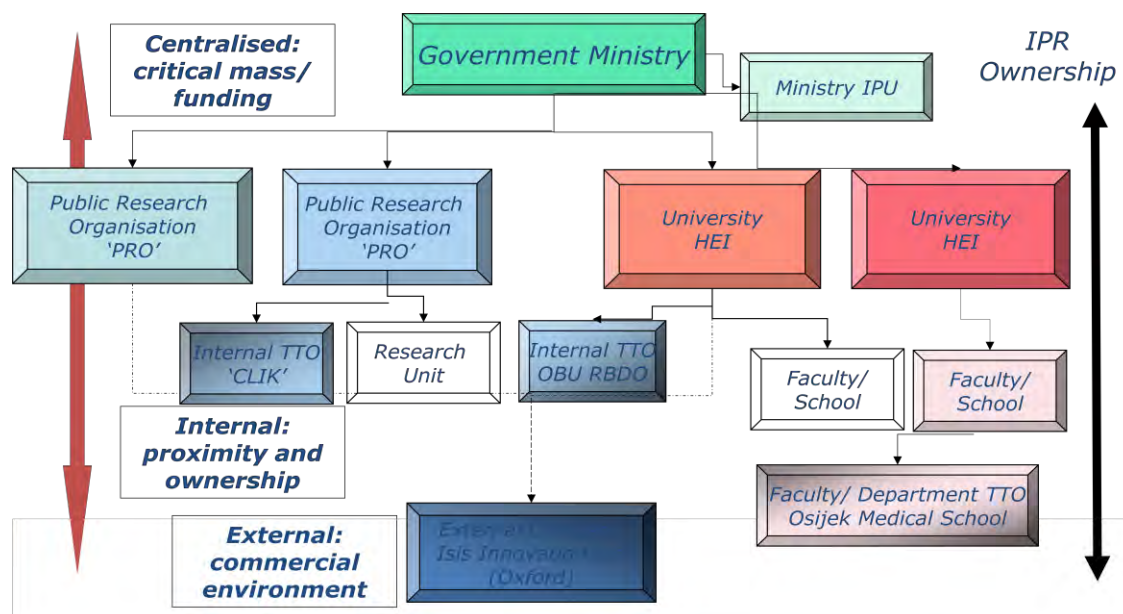 Centralised:
critical mass/
funding
Government Ministry
IPR
Ownership
Ministry IPU
Public Research
Organisation
‘PRO’
Public Research
Organisation
‘PRO’
University
HEI
University
HEI
Internal TTO
‘CLIK’
Research
Unit
Internal TTO
OBU RBDO
Faculty/
School
Faculty/
School
Internal:
proximity and
ownership
Faculty/ Department TTO
Osijek Medical School
External:
commercial
environment
Isis Innovation
(Oxford)